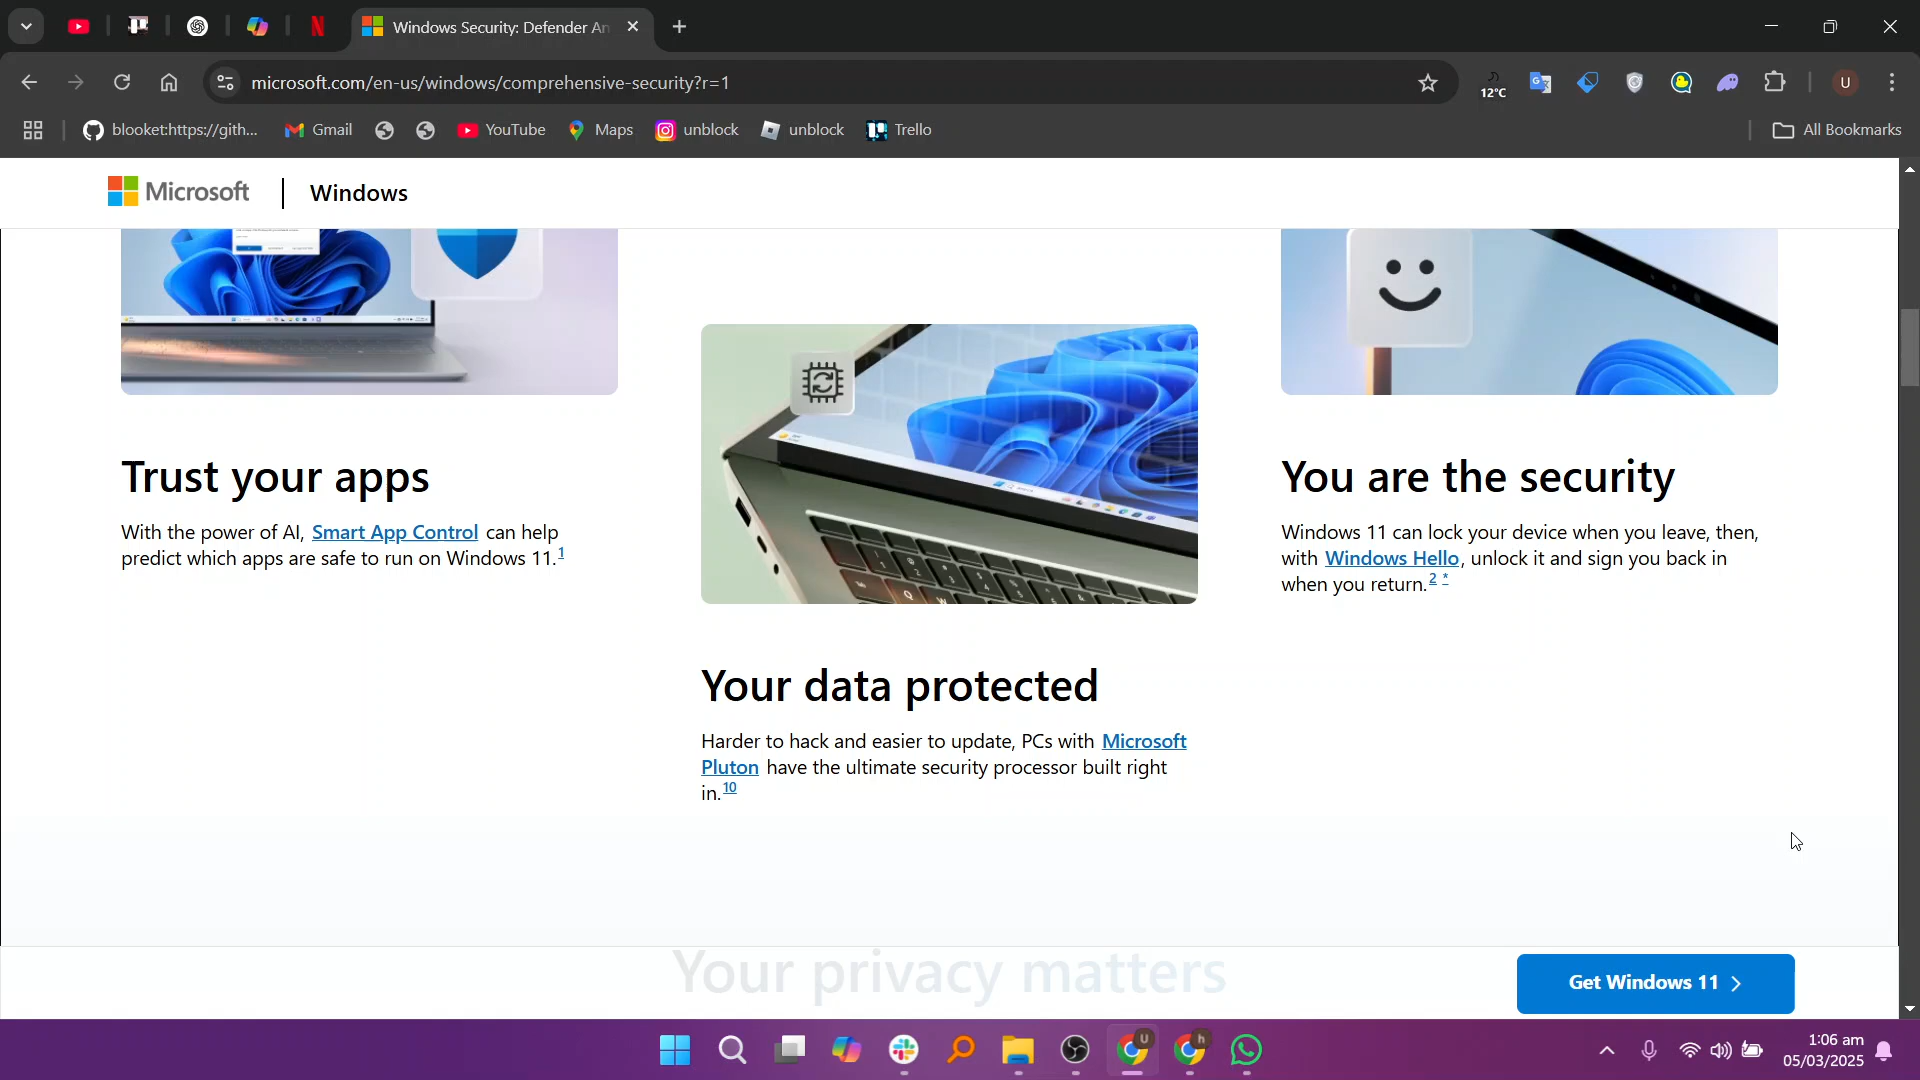 Windows Security: Defender An
microsoft.com/en-us/windows/comprehensive-security?r=1
12°C
U
blooket:https://gith...
Gmail
YouTube
Maps
unblock
unblock
Trello
All Bookmarks
Microsoft
Windows
Trust your apps
With the power of AI, Smart App Control can help
predict which apps are safe to run on Windows 11.1
Your data protected
Harder to hack and easier to update, PCs with Microsoft
Pluton have the ultimate security processor built right
in.10
You are the security
Windows 11 can lock your device when you leave, then,
with Windows Hello, unlock it and sign you back in
when you return.2 *
Your privacy matters
Get Windows 11
U
h
1:06 am
05/03/2025